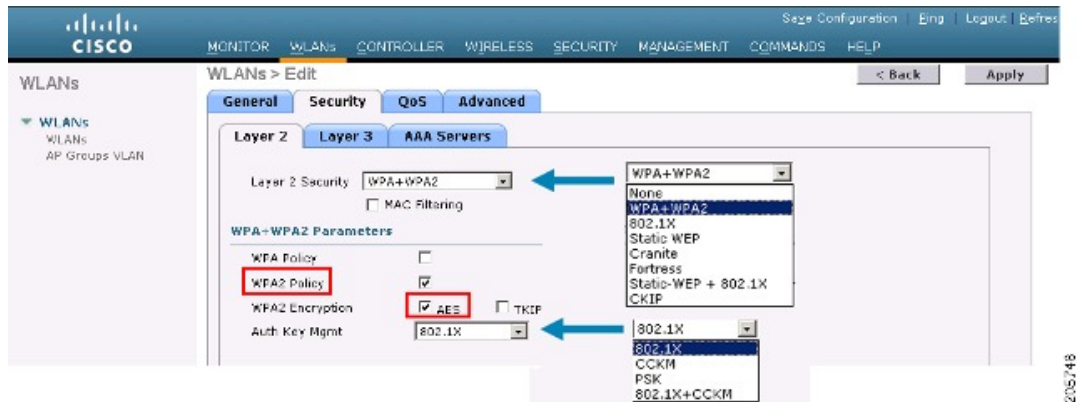 Save Configuration | Ping | Logout | Refres
CISCO
MONITOR WLANs CONTROLLER WIRELESS SECURITY MANAGEMENT COMMANDS HELP
WLANs
WLANs > Edit
< Back
Apply
General Security QoS Advanced
WLANs
WLANs
AP Groups VLAN
Layer 2 Layer 3 AAA Servers
Layer 2 Security WPA+WPA2
MAC Filtering
WPA+WPA2 Parameters
WPA Policy
WPA2 Policy
WPA2 Encryption AES TKIP
Auth Key Mgmt 802.1X
WPA+WPA2
None
WPA+WPA2
802.1X
Static WEP
Cranite
Fortress
Static-WEP + 802.1X
CKIP
802.1X
802.1X
CCKM
PSK
802.1X+CCKM
205748